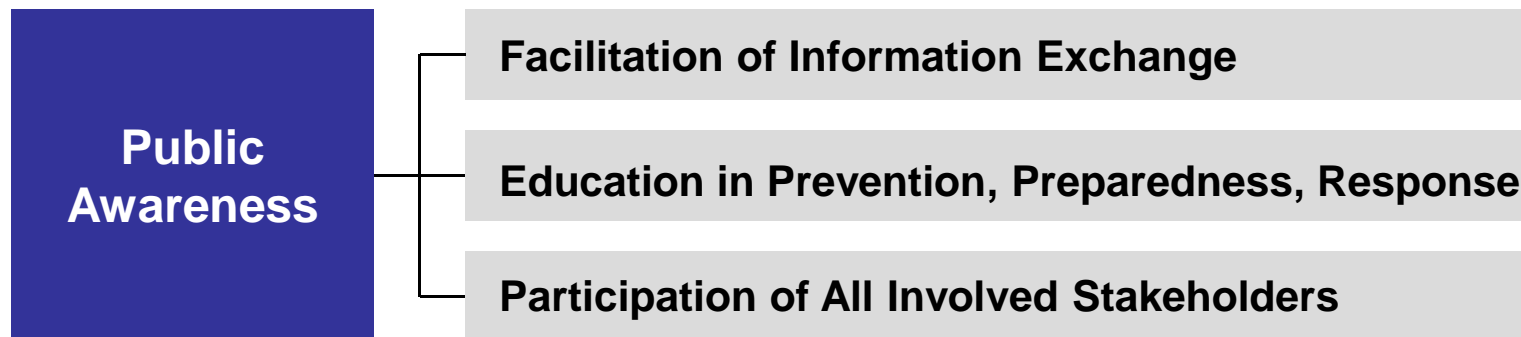 Public
Awareness
Facilitation of Information Exchange
Education in Prevention, Preparedness, Response
Participation of All Involved Stakeholders